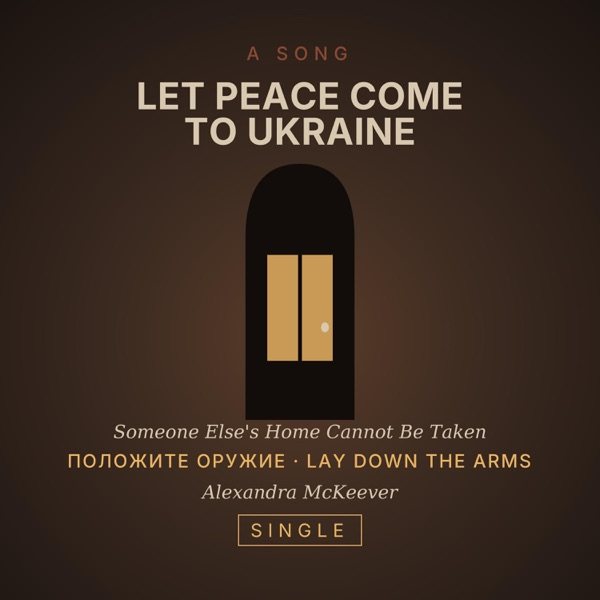 A SONG
LET PEACE COME
TO UKRAINE
Someone Else's Home Cannot Be Taken
ПОЛОЖИТЕ ОРУЖИЕ · LAY DOWN THE ARMS
Alexandra McKeever
SINGLE